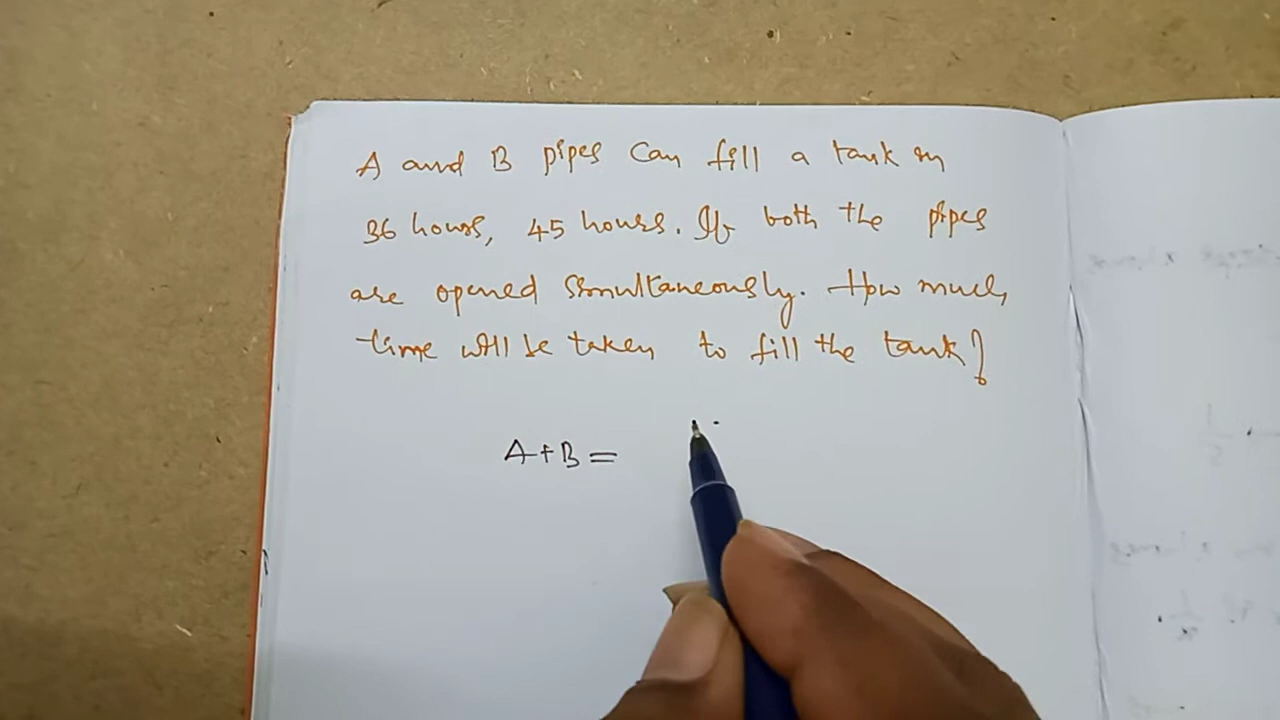 A and B pipes can fill a tank in
36 hours, 45 hours. If both the pipes
are opened simultaneously. How much
time will be taken to fill the tank?
A+B=